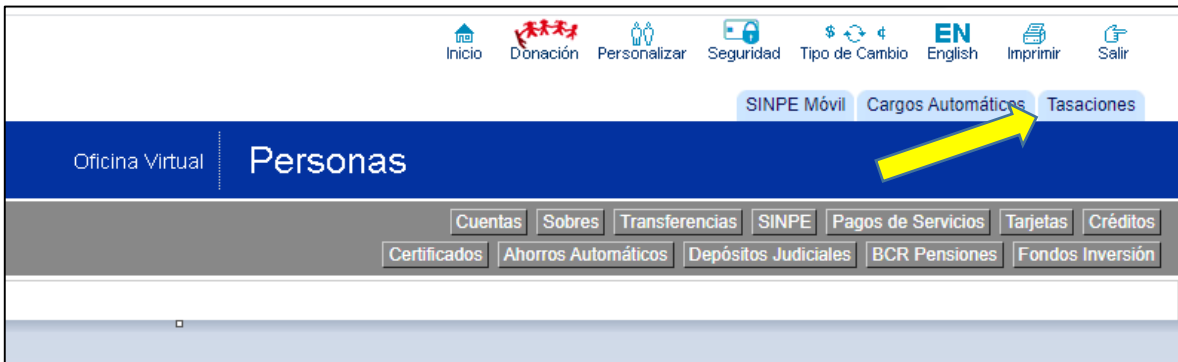 Inicio Donación Personalizar Seguridad $ ¢ Tipo de Cambio EN English Imprimir Salir
SINPE Móvil Cargos Automáticos Tasaciones
Oficina Virtual Personas
Cuentas Sobres Transferencias SINPE Pagos de Servicios Tarjetas Créditos
Certificados Ahorros Automáticos Depósitos Judiciales BCR Pensiones Fondos Inversión